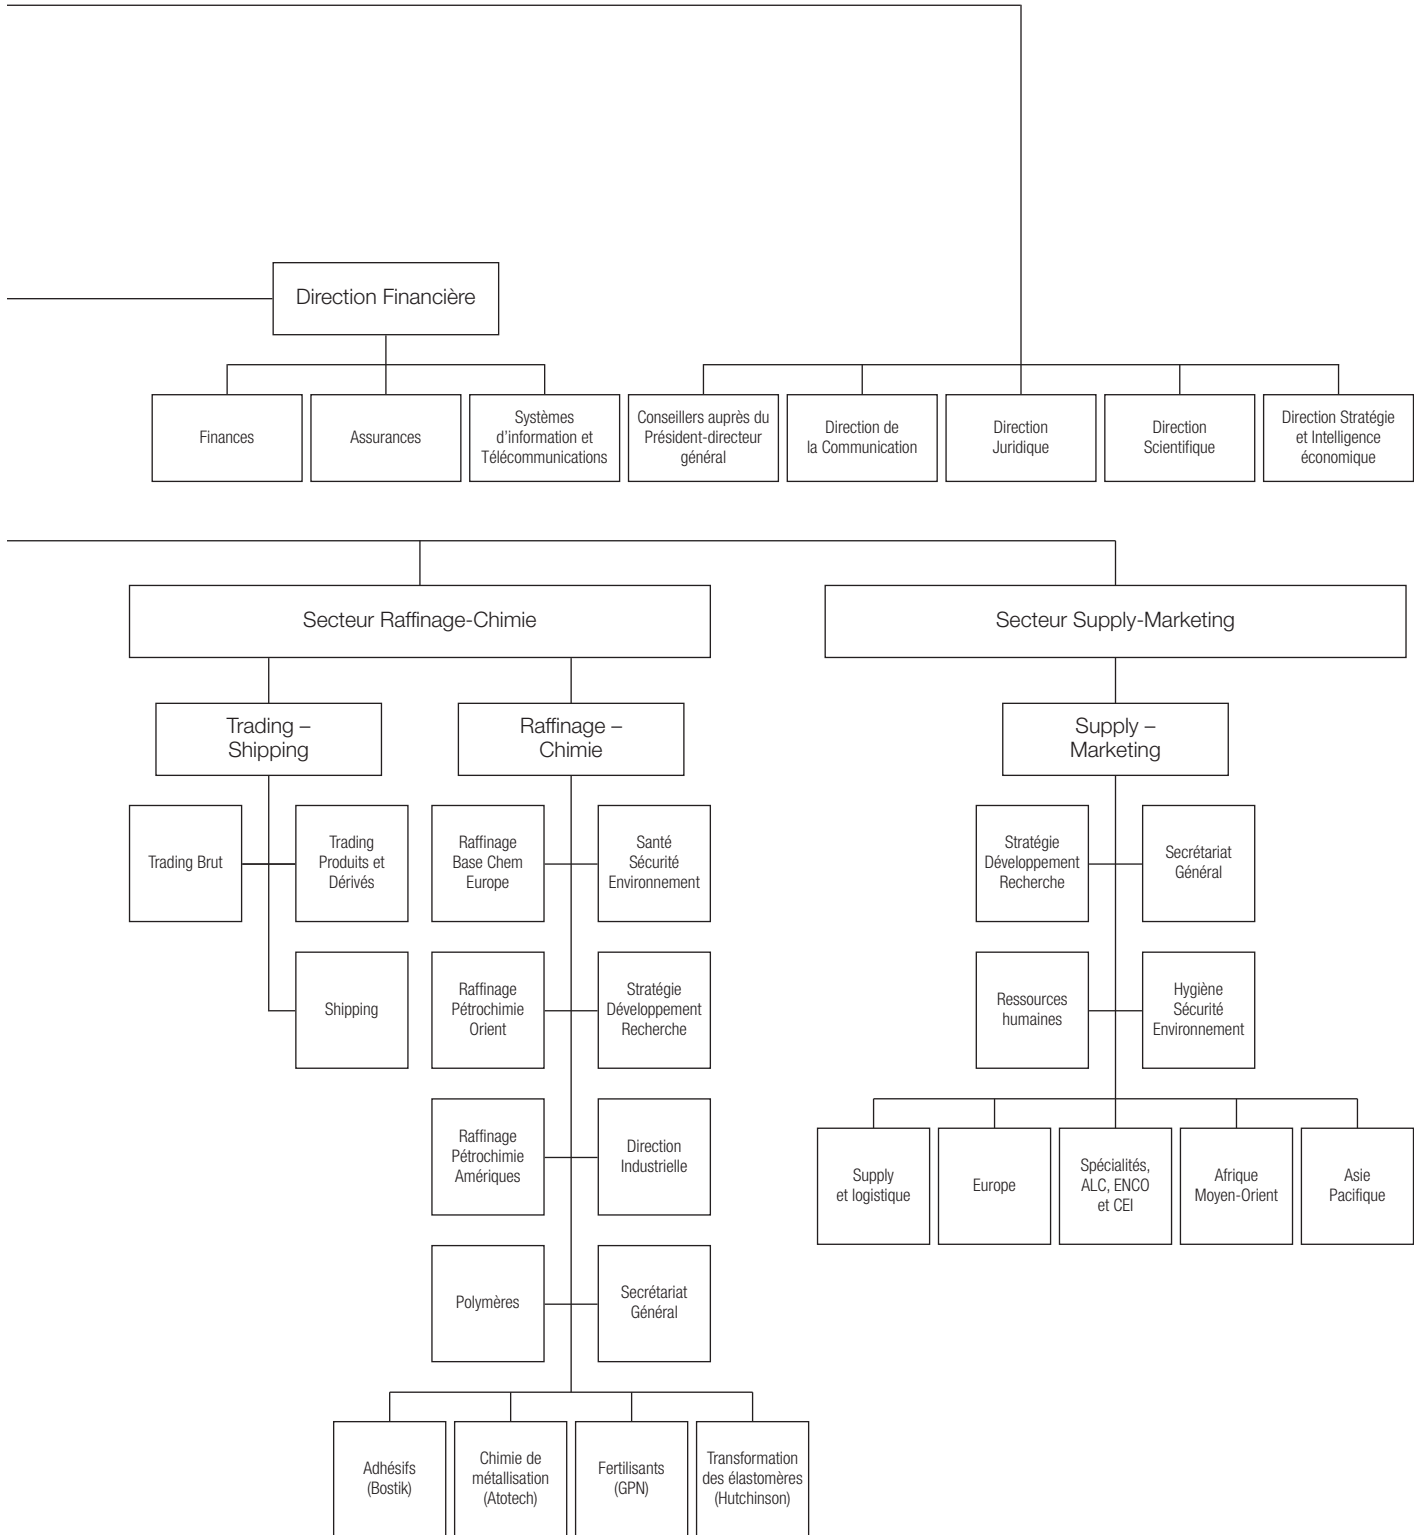 Direction Financière
Finances
Assurances
Systèmes
d'information et
Télécommunications
Conseillers auprès du
Président-directeur
général
Direction de
la Communication
Direction
Juridique
Direction
Scientifique
Direction Stratégie
et Intelligence
économique
Secteur Raffinage-Chimie
Trading –
Shipping
Trading Brut
Trading
Produits et
Dérivés
Shipping
Raffinage –
Chimie
Raffinage
Base Chem
Europe
Santé
Sécurité
Environnement
Raffinage
Pétrochimie
Orient
Stratégie
Développement
Recherche
Raffinage
Pétrochimie
Amériques
Direction
Industrielle
Polymères
Secrétariat
Général
Adhésifs
(Bostik)
Chimie de
métallisation
(Atotech)
Fertilisants
(GPN)
Transformation
des élastomères
(Hutchinson)
Secteur Supply-Marketing
Supply –
Marketing
Stratégie
Développement
Recherche
Secrétariat
Général
Ressources
humaines
Hygiène
Sécurité
Environnement
Supply
et logistique
Europe
Spécialités,
ALC, ENCO
et CEI
Afrique
Moyen-Orient
Asie
Pacifique